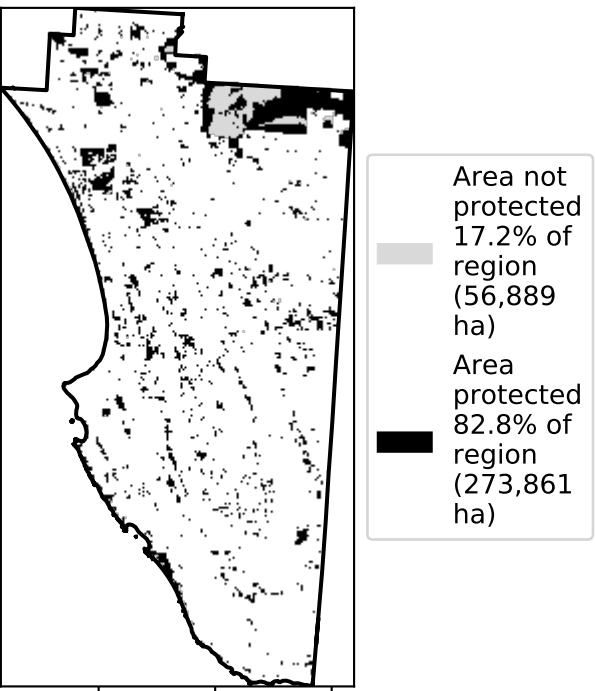 Area not
protected
17.2% of
region
(56,889
ha)
Area
protected
82.8% of
region
(273,861
ha)